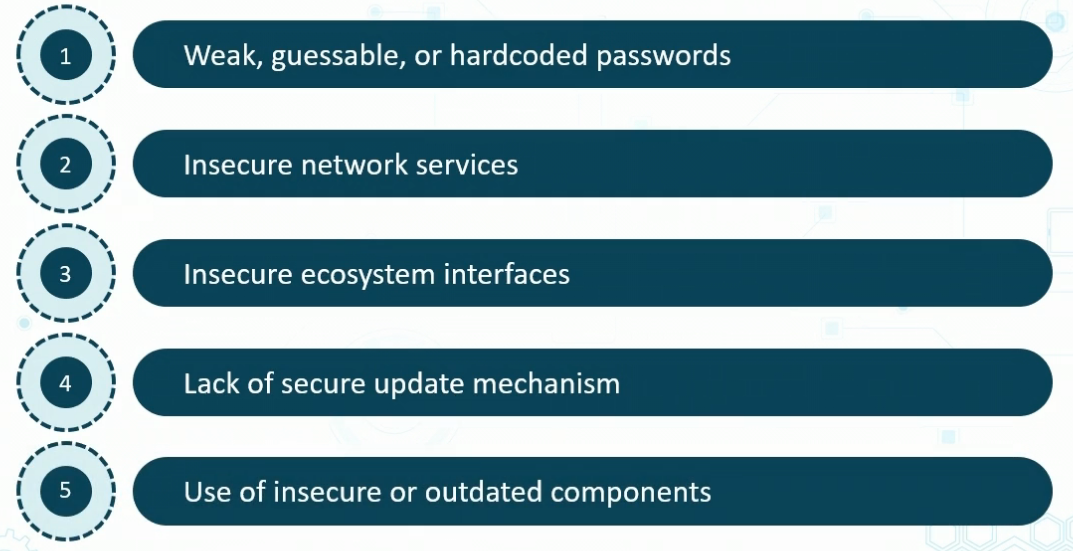 1
Weak, guessable, or hardcoded passwords
2
Insecure network services
3
Insecure ecosystem interfaces
4
Lack of secure update mechanism
5
Use of insecure or outdated components